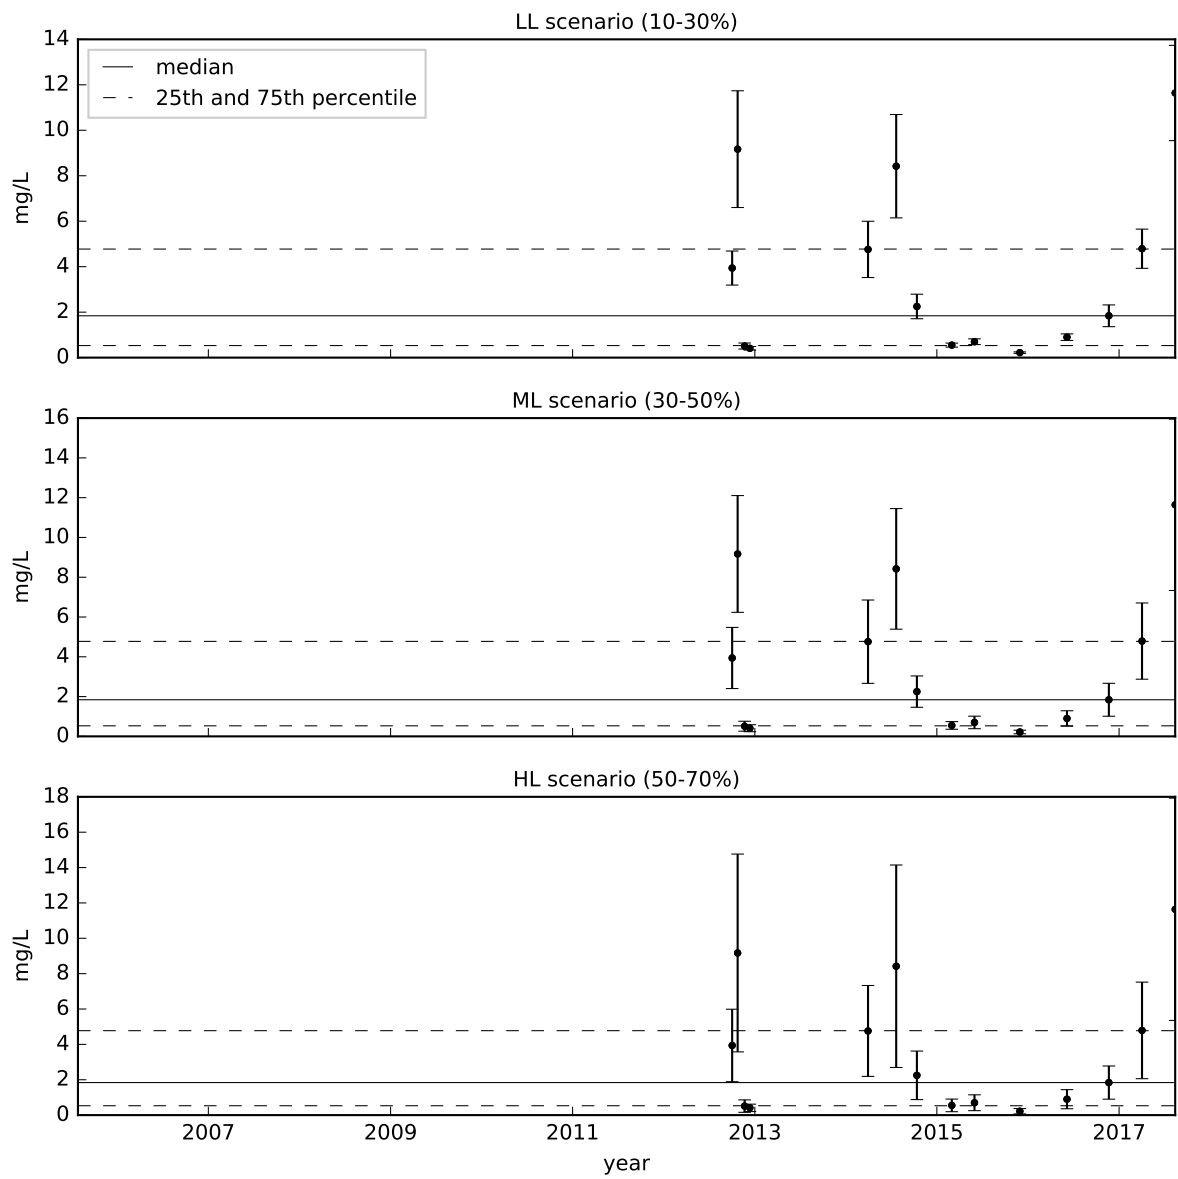 LL scenario (10-30%)
14
12
10
8
6
4
2
0
mg/L
median
25th and 75th percentile
ML scenario (30-50%)
16
14
12
10
8
6
4
2
0
mg/L
HL scenario (50-70%)
18
16
14
12
10
8
6
4
2
0
mg/L
2007 2009 2011 2013 2015 2017
year